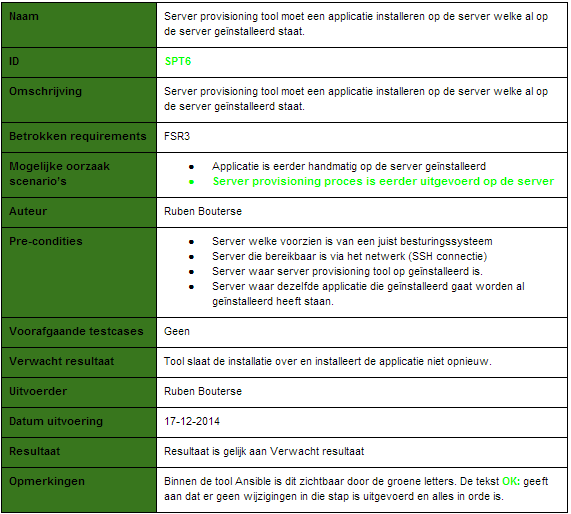 Naam
Server provisioning tool moet een applicatie installeren op de server welke al op
de server geïnstalleerd staat.
ID
SPT6
Omschrijving
Server provisioning tool moet een applicatie installeren op de server welke al op
de server geïnstalleerd staat.
Betrokken requirements
FSR3
Mogelijke oorzaak
scenario's
● Applicatie is eerder handmatig op de server geïnstalleerd
● Server provisioning proces is eerder uitgevoerd op de server
Auteur
Ruben Bouterse
Pre-condities
● Server welke voorzien is van een juist besturingssysteem
● Server die bereikbaar is via het netwerk (SSH connectie)
● Server waar server provisioning tool op geïnstalleerd is.
● Server waar dezelfde applicatie die geïnstalleerd gaat worden al
geïnstalleerd heeft staan.
Voorafgaande testcases
Geen
Verwacht resultaat
Tool slaat de installatie over en installeert de applicatie niet opnieuw.
Uitvoerder
Ruben Bouterse
Datum uitvoering
17-12-2014
Resultaat
Resultaat is gelijk aan Verwacht resultaat
Opmerkingen
Binnen de tool Ansible is dit zichtbaar door de groene letters. De tekst OK: geeft
aan dat er geen wijzigingen in die stap is uitgevoerd en alles in orde is.